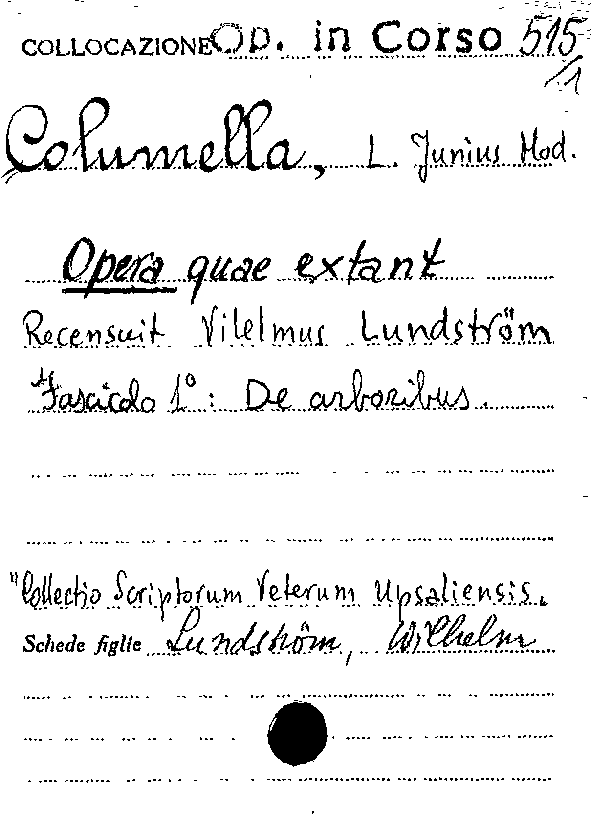 COLLOCAZIONE Op. in Corso 515
/1
Columella, L. Junius Mod.
Opera quae extant
Recensuit Vilelmus Lundström
Fascicolo 1°: De arboribus.
"Collectio Scriptorum Veterum Upsaliensis.
Schede figlie Lundström, Wilhelm